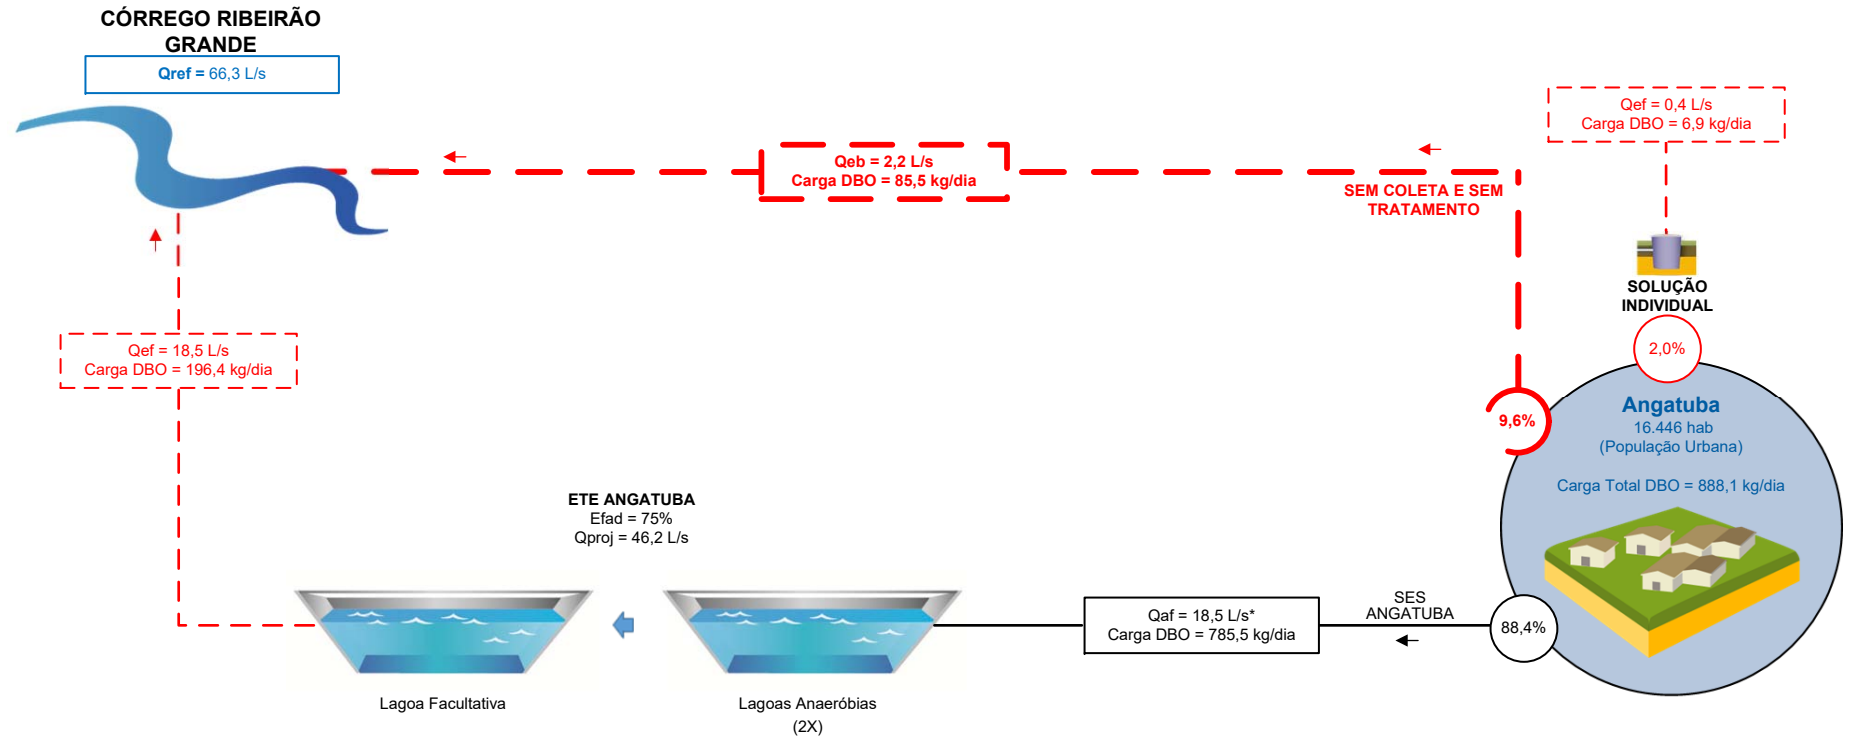 CÓRREGO RIBEIRÃO
GRANDE
Qref = 66,3 L/s
Qeb = 2,2 L/s
Carga DBO = 85,5 kg/dia
SEM COLETA E SEM
TRATAMENTO
Qef = 0,4 L/s
Carga DBO = 6,9 kg/dia
SOLUÇÃO
INDIVIDUAL
2,0%
9,6%
Angatuba
16.446 hab
(População Urbana)
Carga Total DBO = 888,1 kg/dia
Qef = 18,5 L/s
Carga DBO = 196,4 kg/dia
ETE ANGATUBA
Efad = 75%
Qproj = 46,2 L/s
SES
ANGATUBA
88,4%
Qaf = 18,5 L/s*
Carga DBO = 785,5 kg/dia
Lagoa Facultativa
Lagoas Anaeróbias
(2X)